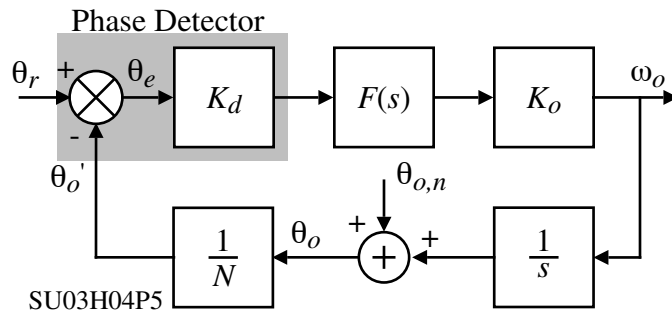 Phase Detector
θr + θe Kd F(s) Ko ωo
-
θo'
θo,n
1/N θo + + + 1/s
SU03H04P5